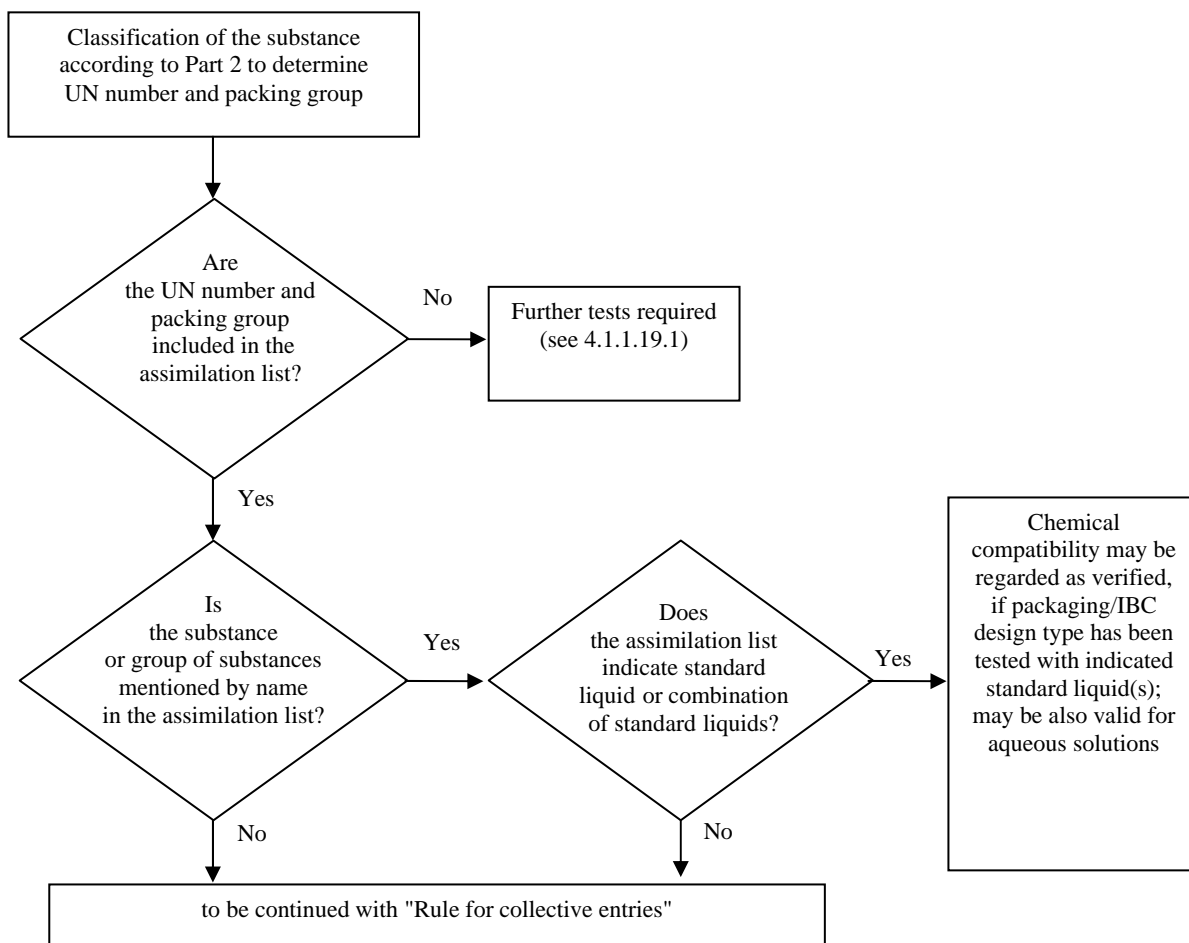 Classification of the substance
according to Part 2 to determine
UN number and packing group
Are
the UN number and
packing group
included in the
assimilation list?
No
Further tests required
(see 4.1.1.19.1)
Yes
Is
the substance
or group of substances
mentioned by name
in the assimilation list?
Yes
Does
the assimilation list
indicate standard
liquid or combination
of standard liquids?
Yes
Chemical
compatibility may be
regarded as verified,
if packaging/IBC
design type has been
tested with indicated
standard liquid(s);
may be also valid for
aqueous solutions
No
No
to be continued with "Rule for collective entries"